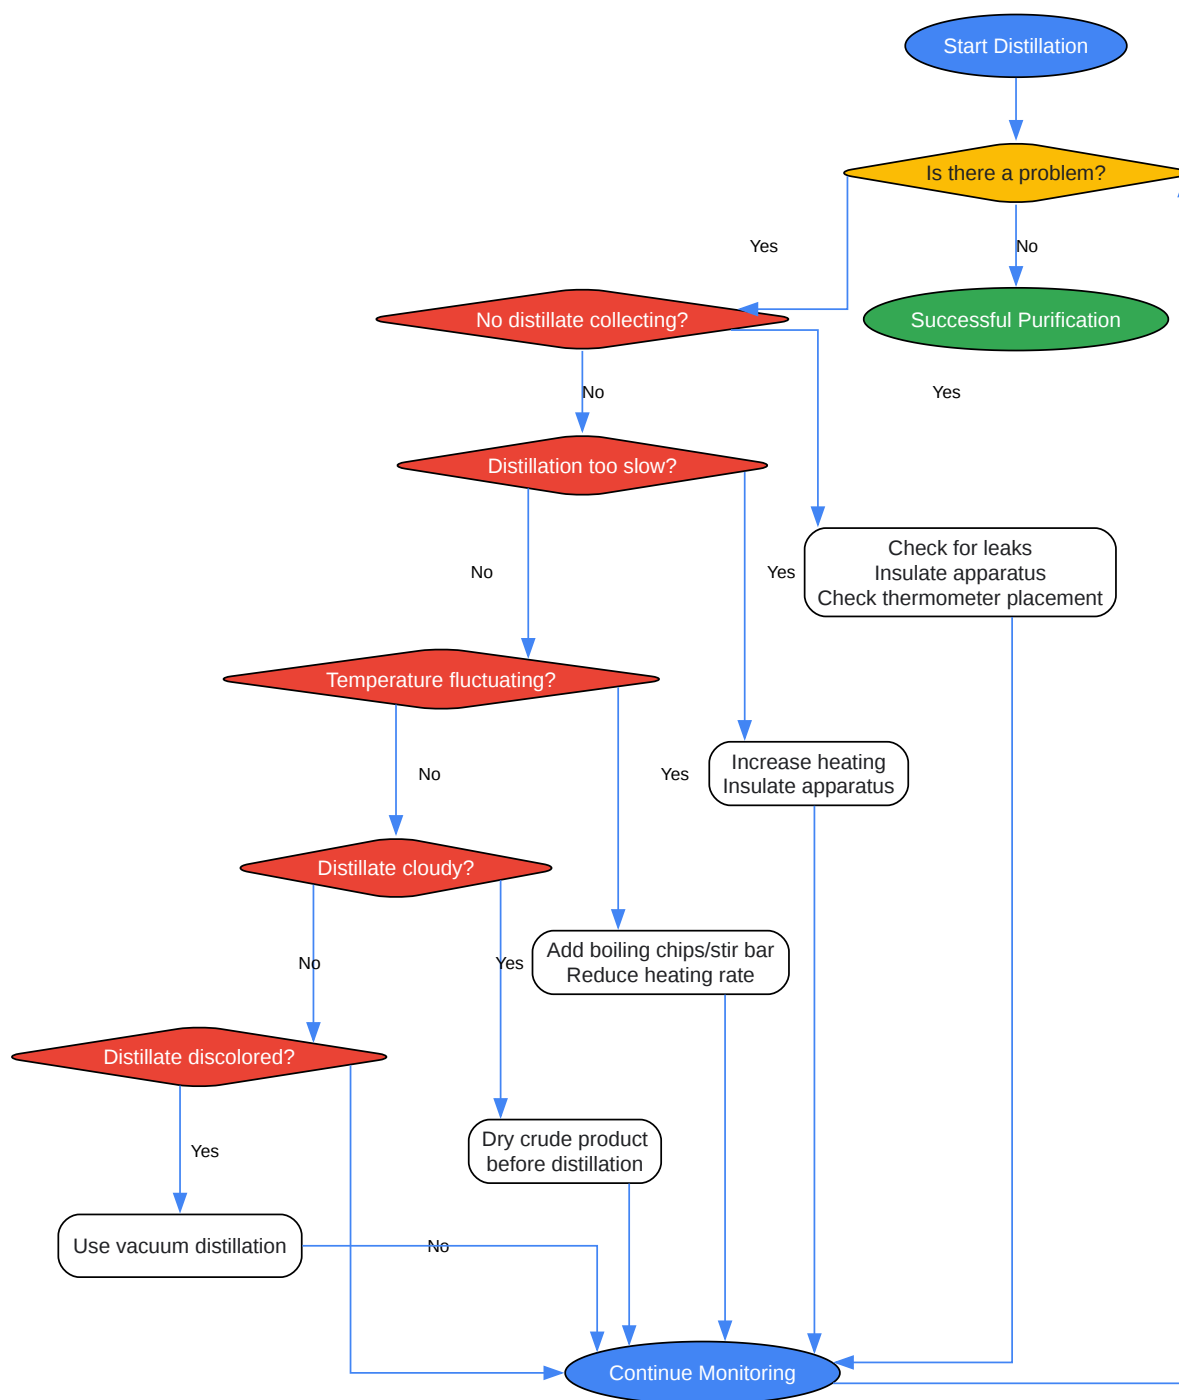 Start Distillation
Is there a problem?
Yes
No
No distillate collecting?
Successful Purification
No
Yes
Distillation too slow?
No
Yes
Check for leaks
Insulate apparatus
Check thermometer placement
Temperature fluctuating?
No
Yes
Increase heating
Insulate apparatus
Distillate cloudy?
No
Yes
Add boiling chips/stir bar
Reduce heating rate
Distillate discolored?
Yes
Dry crude product
before distillation
Use vacuum distillation
No
Continue Monitoring